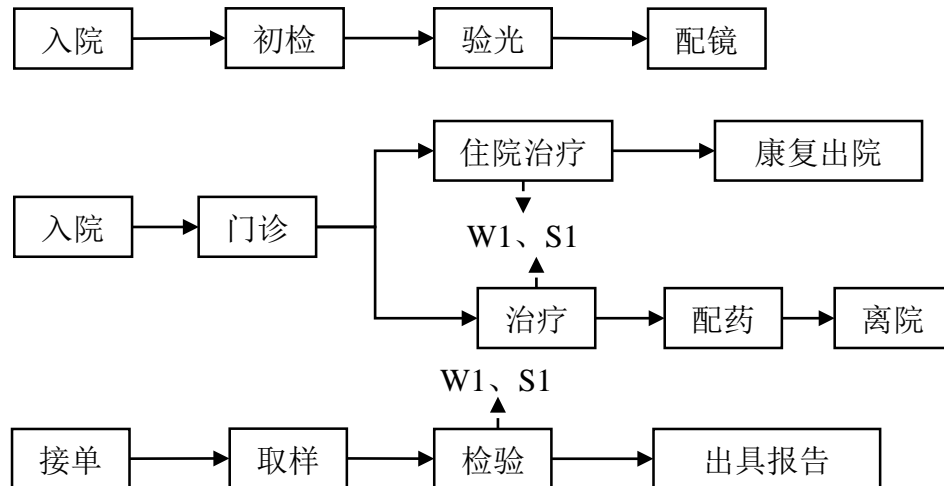 入院 初检 验光 配镜
住院治疗 康复出院
入院 门诊
W1、S1
治疗 配药 离院
W1、S1
接单 取样 检验 出具报告